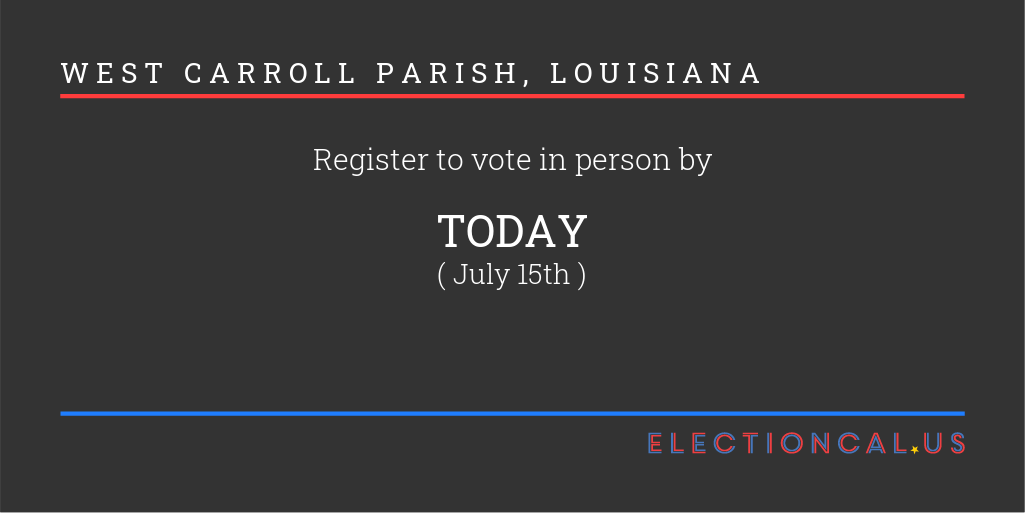 WEST CARROLL PARISH, LOUISIANA
Register to vote in person by
TODAY
( July 15th )
ELECTIONCAL.US